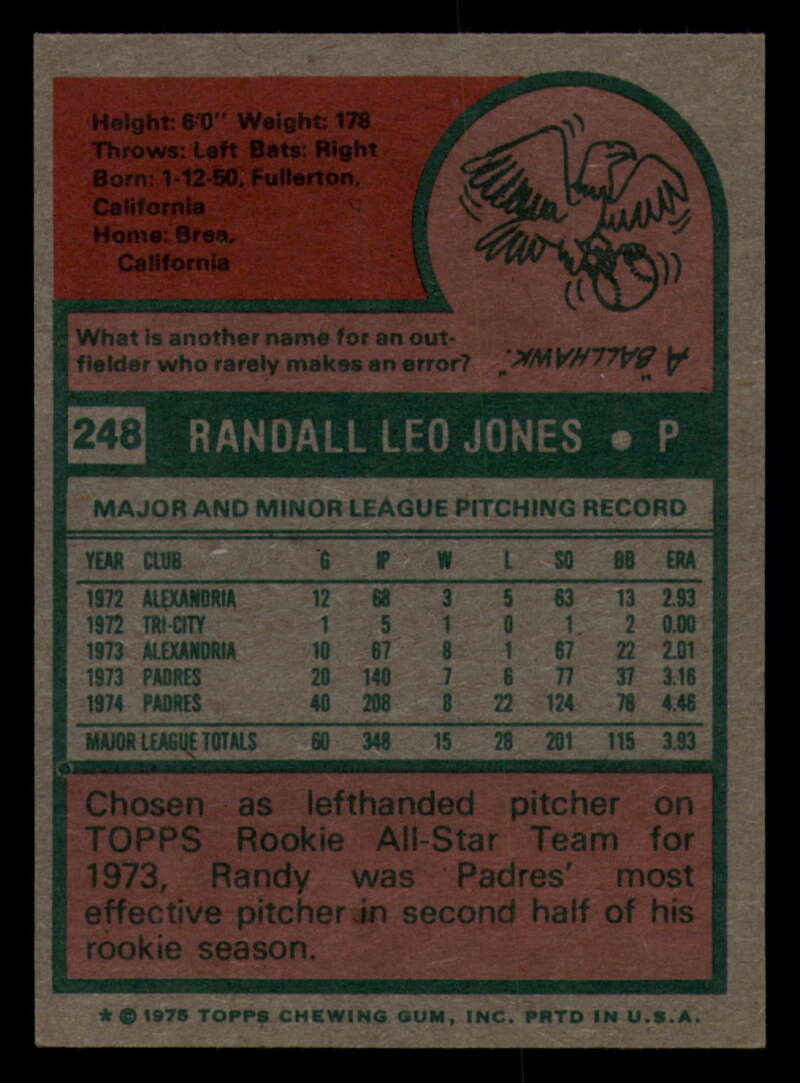 Height: 6'0" Weight: 178
Throws: Left Bats: Right
Born: 1-12-50, Fullerton,
California
Home: Brea,
California
What is another name for an out-
fielder who rarely makes an error?
A "BALLHAWK."
248 RANDALL LEO JONES • P
MAJOR AND MINOR LEAGUE PITCHING RECORD
YEAR CLUB G IP W L SO BB ERA
1972 ALEXANDRIA 12 68 3 5 63 13 2.93
1972 TRI-CITY 1 5 1 0 1 2 0.00
1973 ALEXANDRIA 10 67 8 1 67 22 2.01
1973 PADRES 20 140 7 6 77 37 3.16
1974 PADRES 40 208 8 22 124 78 4.46
MAJOR LEAGUE TOTALS 60 348 15 28 201 115 3.93
Chosen as lefthanded pitcher on
TOPPS Rookie All-Star Team for
1973, Randy was Padres' most
effective pitcher in second half of his
rookie season.
* © 1975 TOPPS CHEWING GUM, INC. PRTD IN U.S.A.